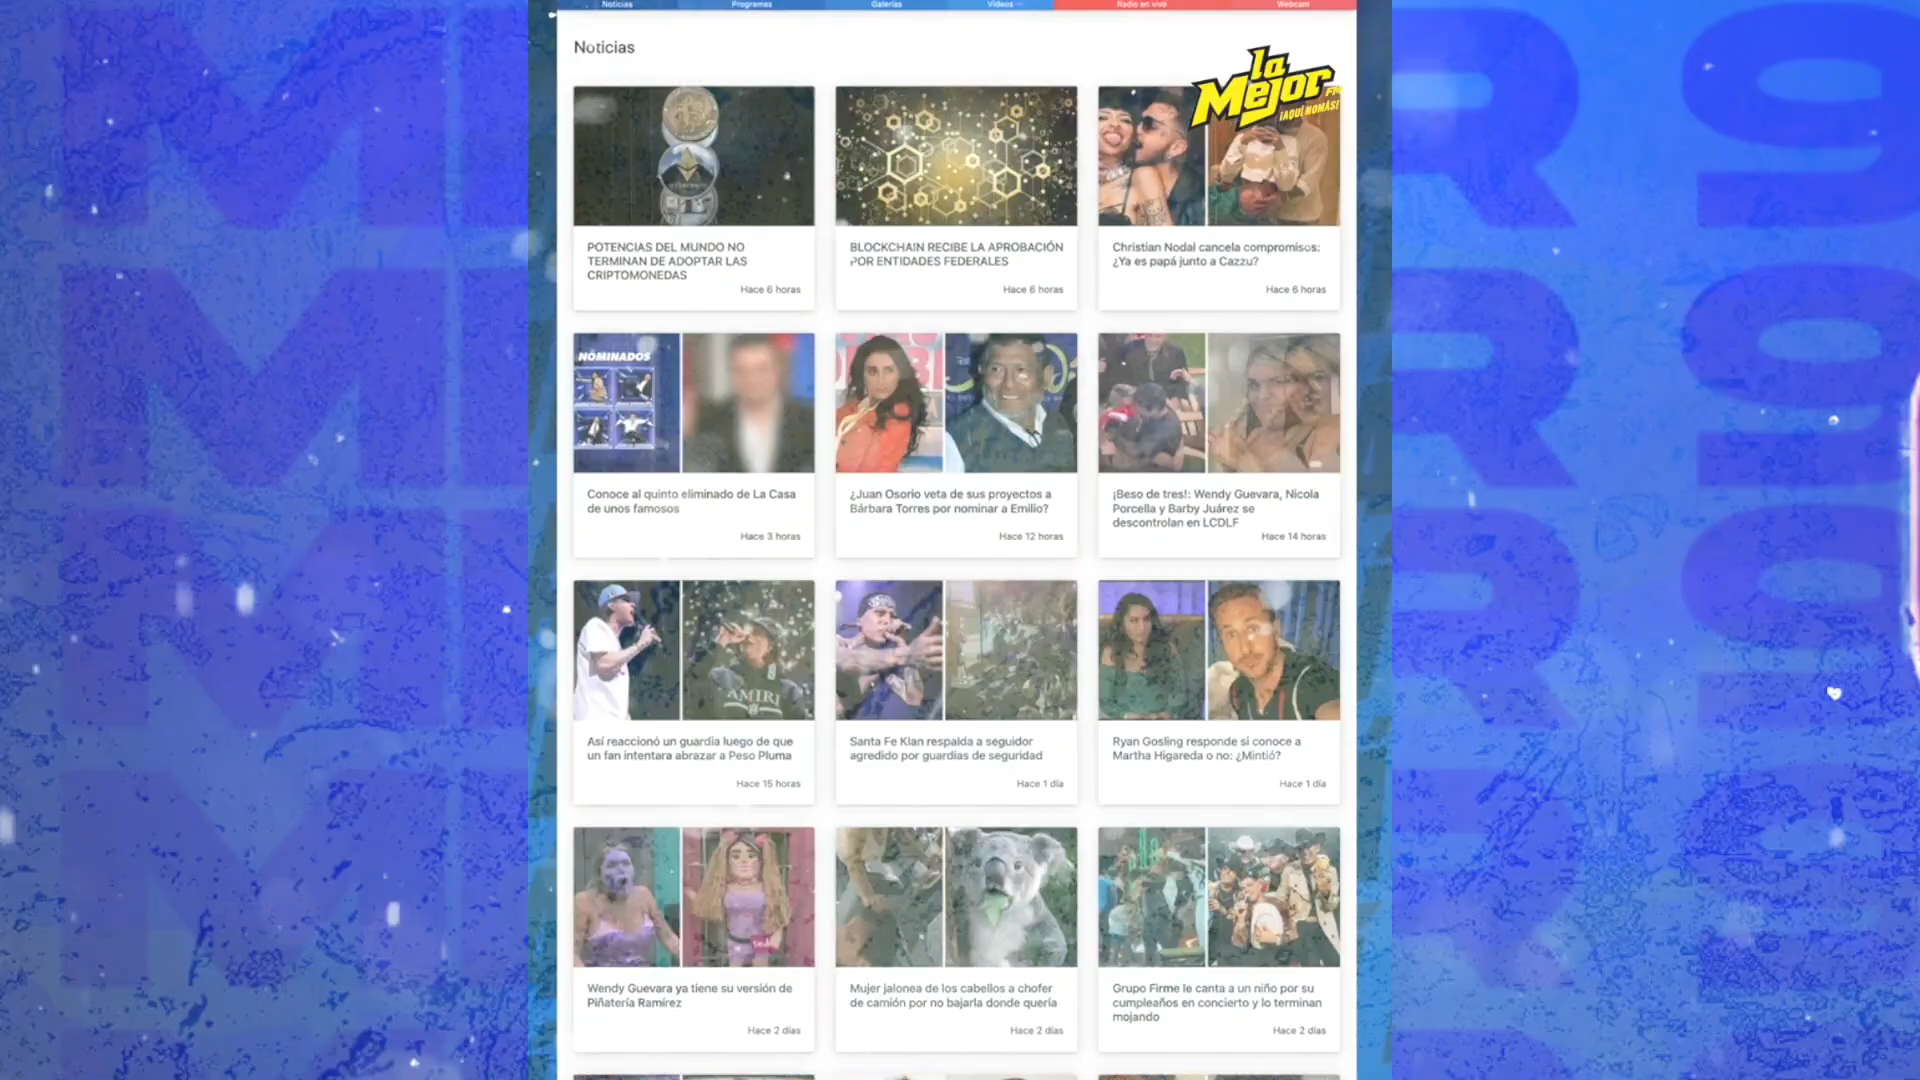 Noticias
Programas
Galerías
Videos
Radio en vivo
Webcam
Noticias
la
Mejor
FM
¡AQUÍ NOMÁS!
POTENCIAS DEL MUNDO NO
TERMINAN DE ADOPTAR LAS
CRIPTOMONEDAS
Hace 6 horas
BLOCKCHAIN RECIBE LA APROBACIÓN
POR ENTIDADES FEDERALES
Hace 6 horas
Christian Nodal cancela compromisos:
¿Ya es papá junto a Cazzu?
Hace 6 horas
NOMINADOS
Conoce al quinto eliminado de La Casa
de unos famosos
Hace 3 horas
¿Juan Osorio veta de sus proyectos a
Bárbara Torres por nominar a Emilio?
Hace 12 horas
¡Beso de tres!: Wendy Guevara, Nicola
Porcella y Barby Juárez se
descontrolan en LCDLF
Hace 14 horas
AMIRI
Así reaccionó un guardia luego de que
un fan intentara abrazar a Peso Pluma
Hace 15 horas
Santa Fe Klan respalda a seguidor
agredido por guardias de seguridad
Hace 1 día
Ryan Gosling responde si conoce a
Martha Higareda o no: ¿Mintió?
Hace 1 día
Wendy Guevara ya tiene su versión de
Piñatería Ramírez
Hace 2 días
Mujer jalonea de los cabellos a chofer
de camión por no bajarla donde quería
Hace 2 días
Grupo Firme le canta a un niño por su
cumpleaños en concierto y lo terminan
mojando
Hace 2 días